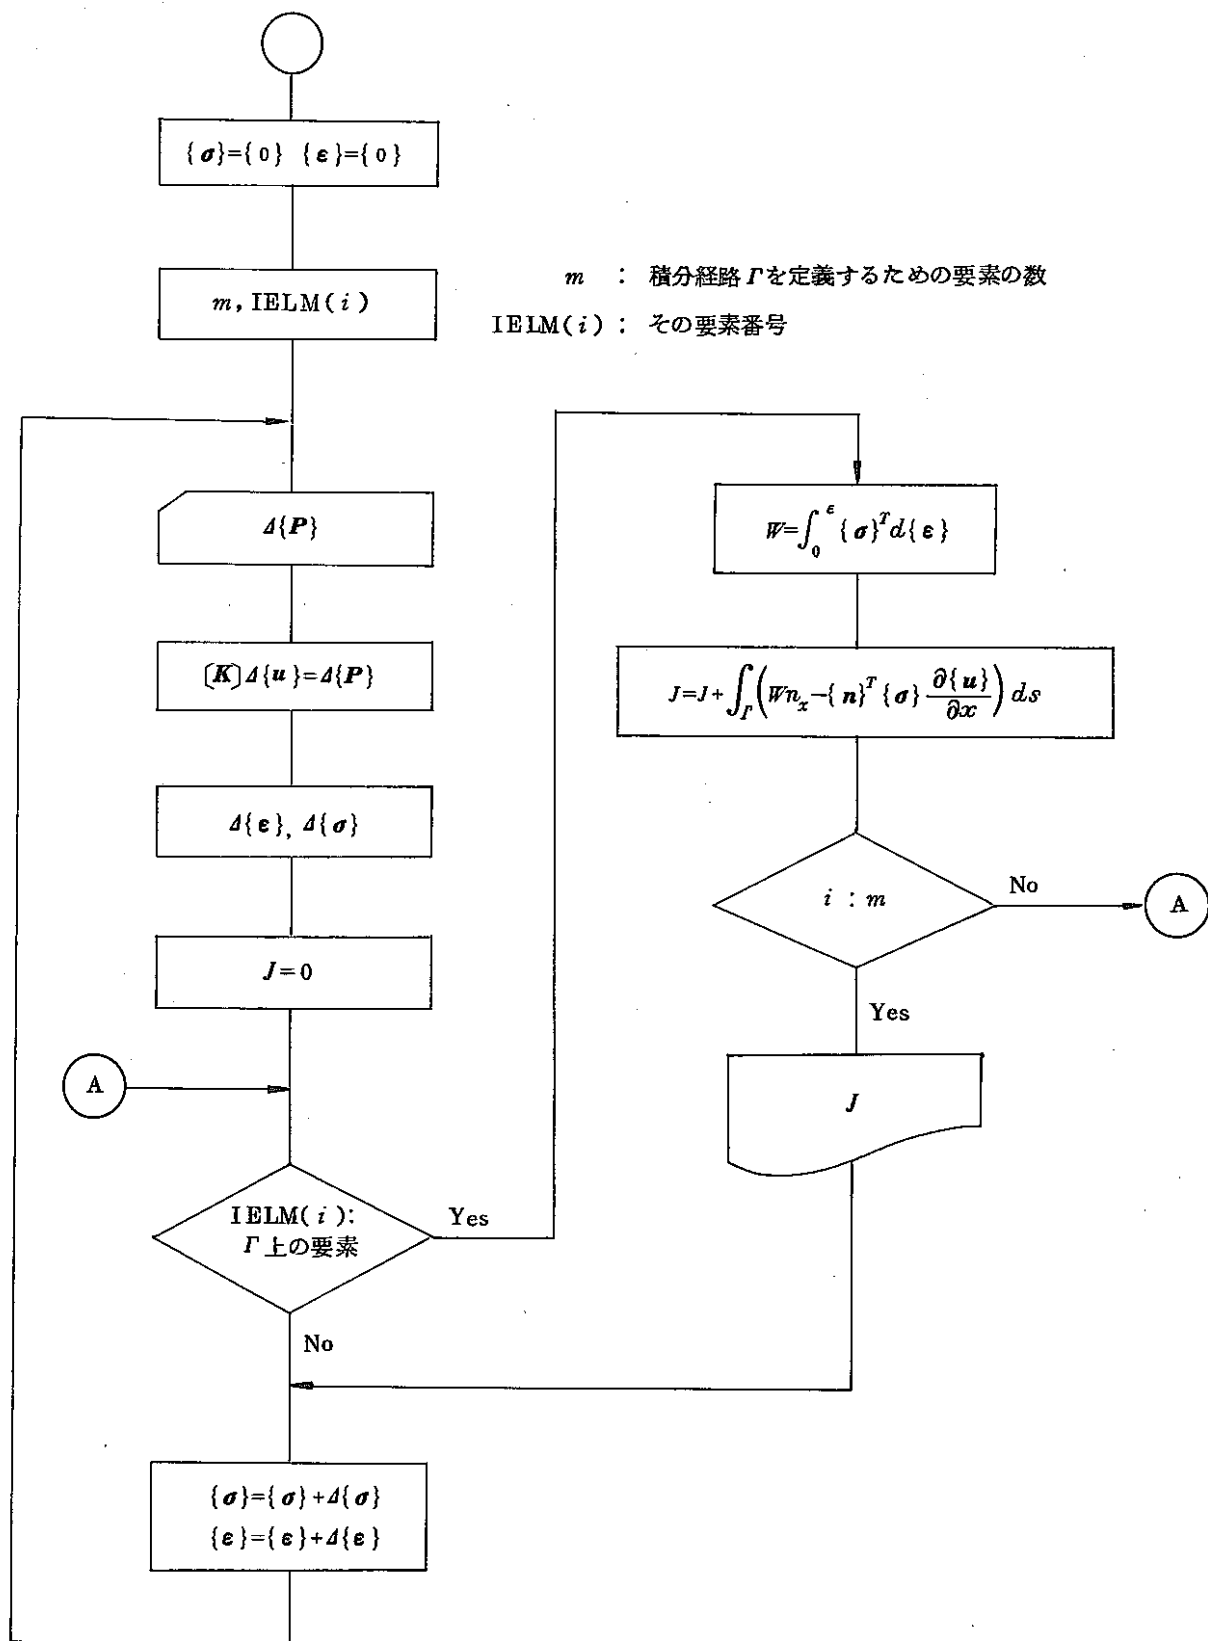 {σ}={0} {ε}={0}
m, IELM(i)
m : 積分経路Γを定義するための要素の数
IELM(i) : その要素番号
Δ{P}
[K]Δ{u}=Δ{P}
Δ{ε}, Δ{σ}
J=0
A
IELM(i):
Γ上の要素
Yes
No
{σ}={σ}+Δ{σ}
{ε}={ε}+Δ{ε}
W=∫₀^ε{σ}ᵀd{ε}
J=J+∫_Γ(Wn_x−{n}ᵀ{σ}∂{u}/∂x)ds
i : m
No
A
Yes
J